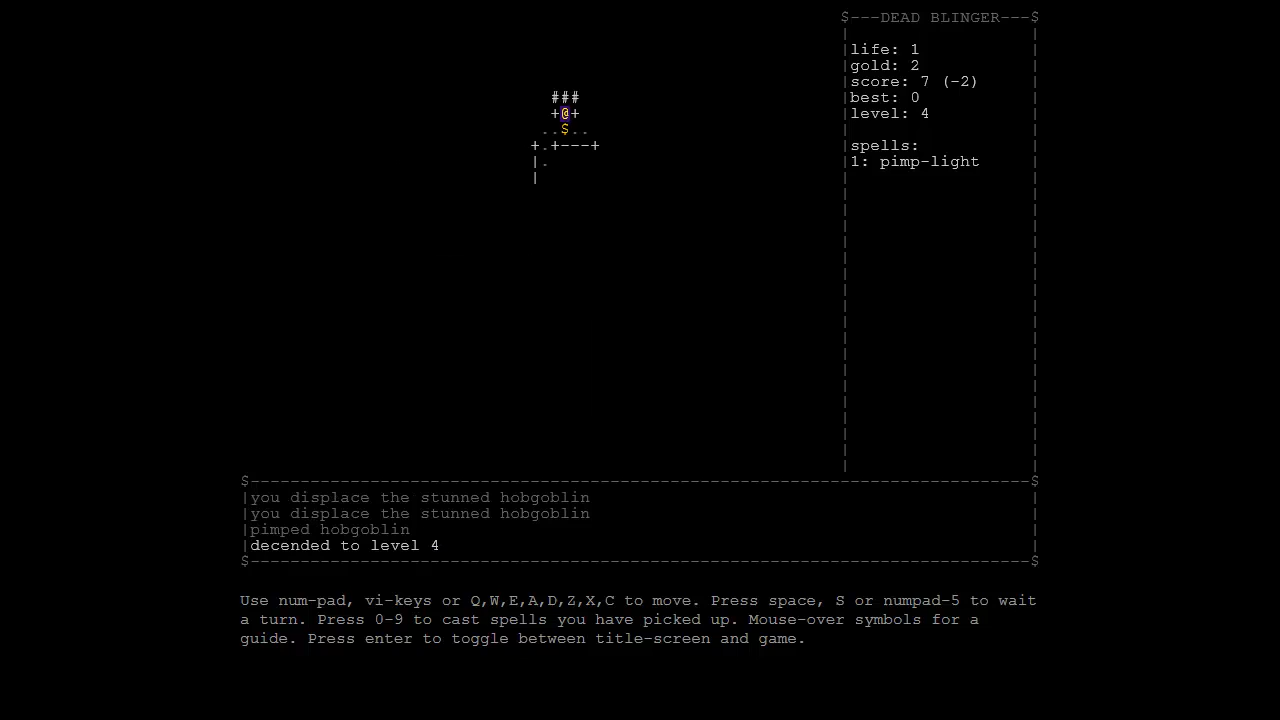 $---DEAD BLINGER---$
life: 1
gold: 2
score: 7 (-2)
best: 0
level: 4
spells:
1: pimp-light
###
+@+
..$..
+.+---+
|.
|
you displace the stunned hobgoblin
you displace the stunned hobgoblin
pimped hobgoblin
decended to level 4
Use num-pad, vi-keys or Q,W,E,A,D,Z,X,C to move. Press space, S or numpad-5 to wait
a turn. Press 0-9 to cast spells you have picked up. Mouse-over symbols for a
guide. Press enter to toggle between title-screen and game.